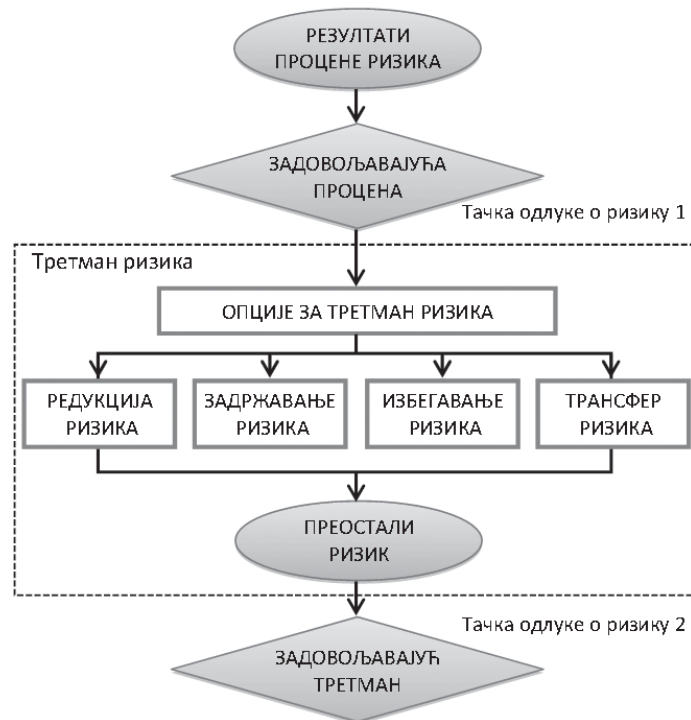 РЕЗУЛТАТИ
ПРОЦЕНЕ РИЗИКА
ЗАДОВОЉАВАЈУЋА
ПРОЦЕНА
Тачка одлуке о ризику 1
Третман ризика
ОПЦИЈЕ ЗА ТРЕТМАН РИЗИКА
РЕДУКЦИЈА
РИЗИКА
ЗАДРЖАВАЊЕ
РИЗИКА
ИЗБЕГАВАЊЕ
РИЗИКА
ТРАНСФЕР
РИЗИКА
ПРЕОСТАЛИ
РИЗИК
Тачка одлуке о ризику 2
ЗАДОВОЉАВАЈУЋ
ТРЕТМАН